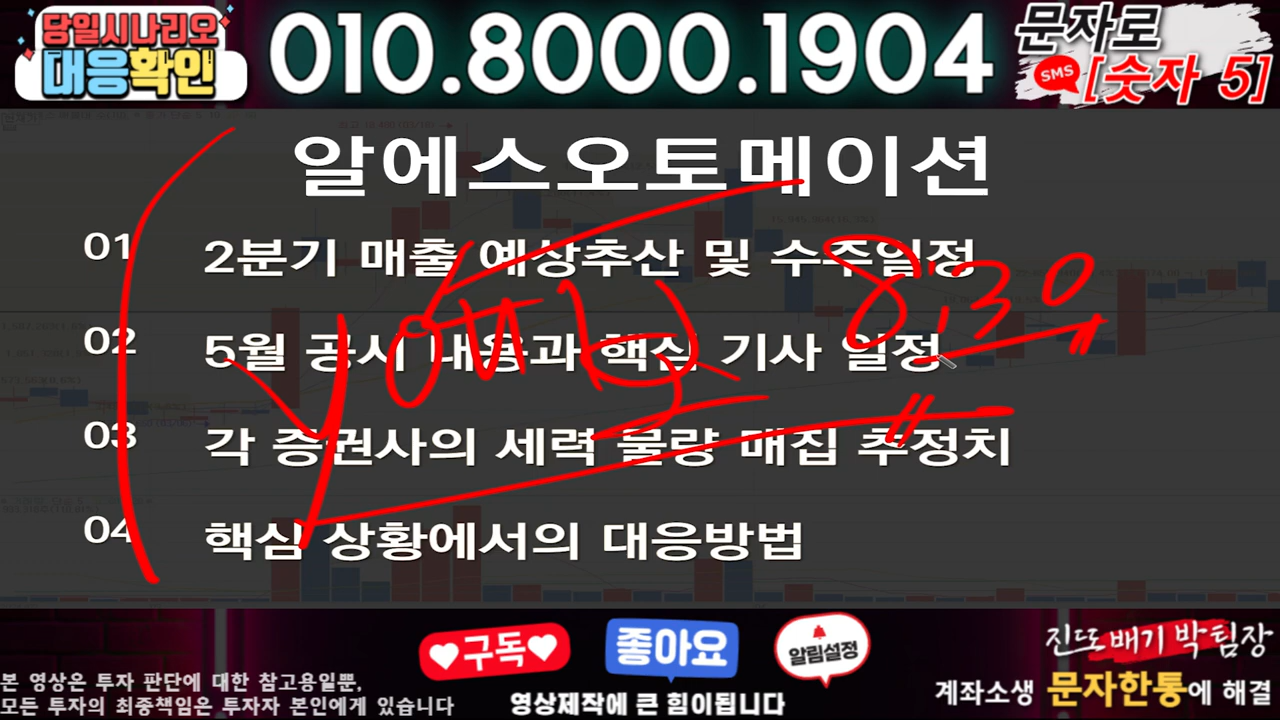 당일시나리오
대응확인
010.8000.1904
문자로
SMS
[숫자 5]
알에스오토메이션
01 2분기 매출 예상추산 및 수주일정
02 5월 공시 내용과 핵심 기사 일정
03 각 증권사의 세력 물량 매집 추정치
04 핵심 상황에서의 대응방법
8:30
구독
좋아요
알림설정
영상제작에 큰 힘이됩니다
본 영상은 투자 판단에 대한 참고용일뿐,
모든 투자의 최종책임은 투자자 본인에게 있습니다
진또배기 박팀장
계좌소생 문자한통에 해결